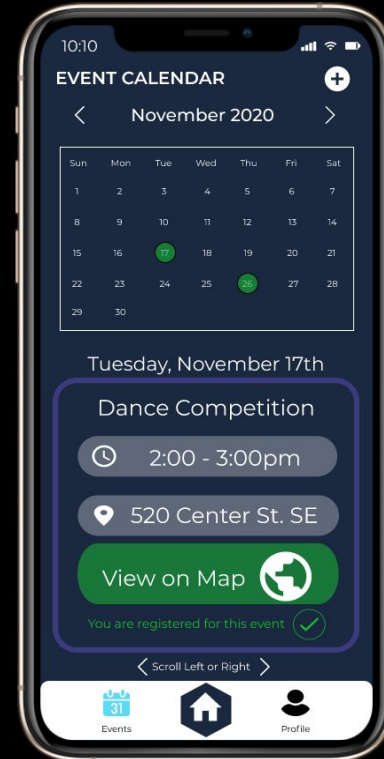 10:10
EVENT CALENDAR
November 2020
Sun Mon Tue Wed Thu Fri Sat
1 2 3 4 5 6 7
8 9 10 11 12 13 14
15 16 17 18 19 20 21
22 23 24 25 26 27 28
29 30
Tuesday, November 17th
Dance Competition
2:00 - 3:00pm
520 Center St. SE
View on Map
You are registered for this event
Scroll Left or Right
31
Events
Profile